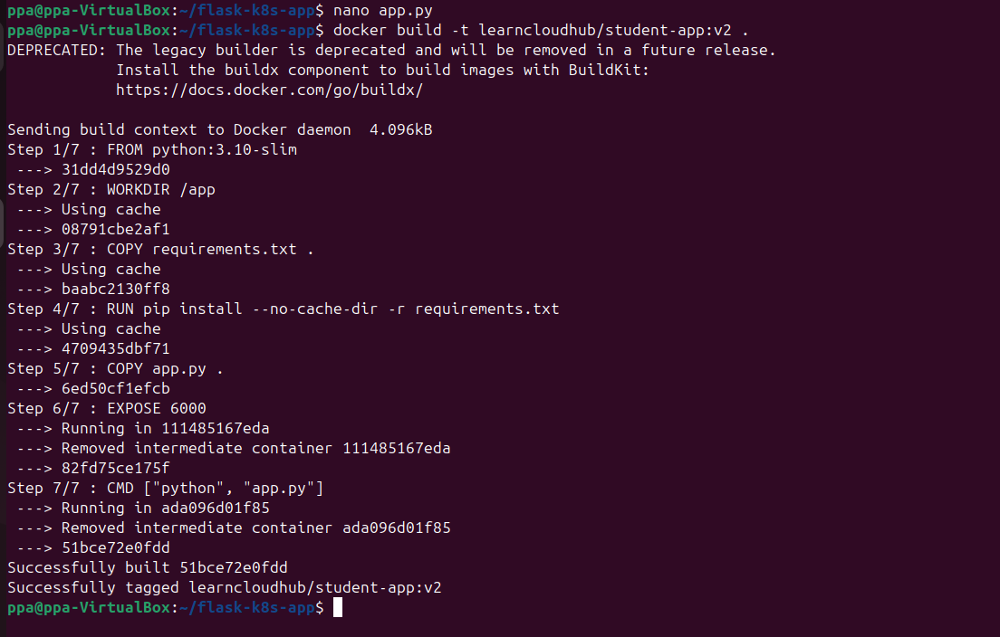 ppa@ppa-VirtualBox:~/flask-k8s-app$ nano app.py
ppa@ppa-VirtualBox:~/flask-k8s-app$ docker build -t learncloudhub/student-app:v2 .
DEPRECATED: The legacy builder is deprecated and will be removed in a future release.
            Install the buildx component to build images with BuildKit:
            https://docs.docker.com/go/buildx/

Sending build context to Docker daemon  4.096kB
Step 1/7 : FROM python:3.10-slim
 ---> 31dd4d9529d0
Step 2/7 : WORKDIR /app
 ---> Using cache
 ---> 08791cbe2af1
Step 3/7 : COPY requirements.txt .
 ---> Using cache
 ---> baabc2130ff8
Step 4/7 : RUN pip install --no-cache-dir -r requirements.txt
 ---> Using cache
 ---> 4709435dbf71
Step 5/7 : COPY app.py .
 ---> 6ed50cf1efcb
Step 6/7 : EXPOSE 6000
 ---> Running in 111485167eda
 ---> Removed intermediate container 111485167eda
 ---> 82fd75ce175f
Step 7/7 : CMD ["python", "app.py"]
 ---> Running in ada096d01f85
 ---> Removed intermediate container ada096d01f85
 ---> 51bce72e0fdd
Successfully built 51bce72e0fdd
Successfully tagged learncloudhub/student-app:v2
ppa@ppa-VirtualBox:~/flask-k8s-app$